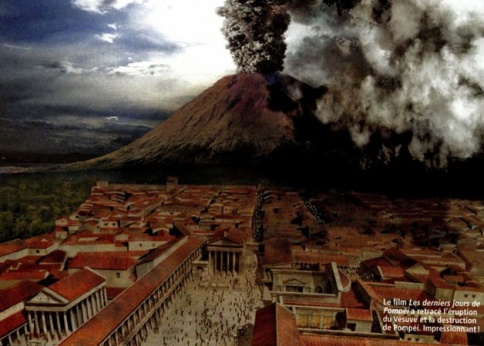 Le film Les derniers jours de
Pompéi a retracé l'éruption
du Vésuve et la destruction
de Pompéi. Impressionnant !